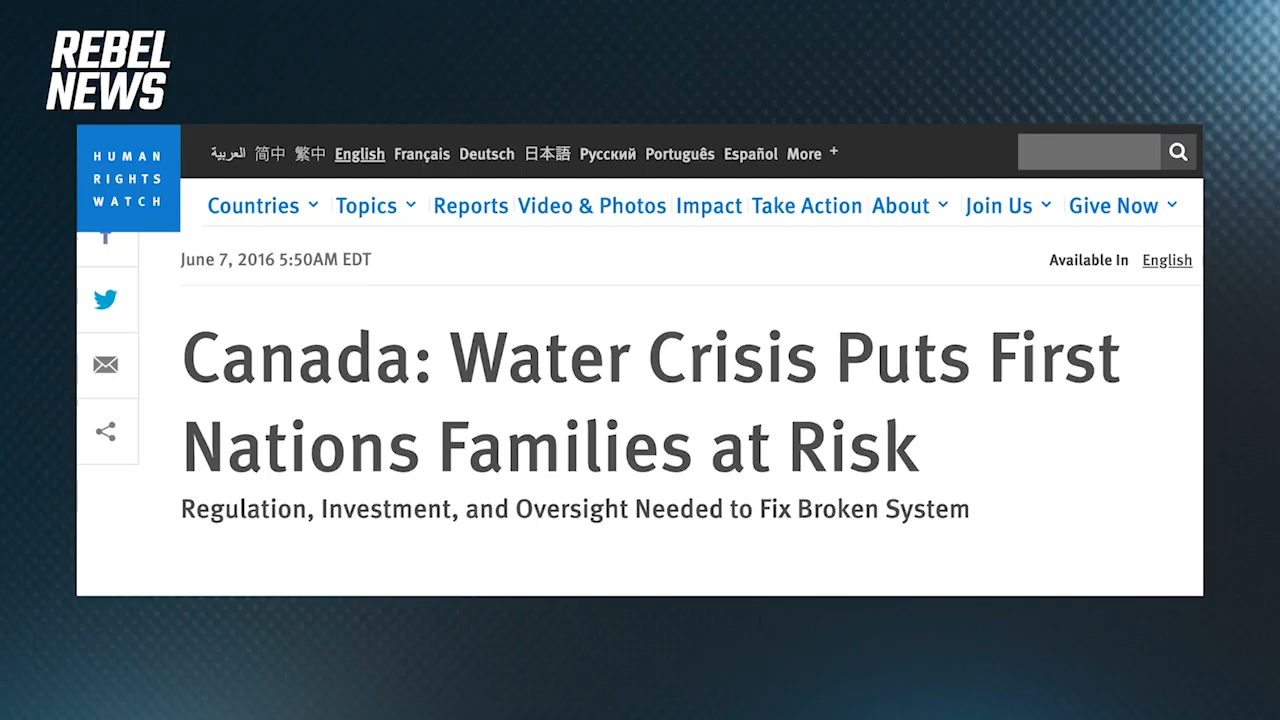 REBEL
NEWS
HUMAN
RIGHTS
WATCH
العربية 简中 繁中 English Français Deutsch 日本語 Русский Português Español More +
Countries Topics Reports Video & Photos Impact Take Action About Join Us Give Now
June 7, 2016 5:50AM EDT
Available In English
Canada: Water Crisis Puts First
Nations Families at Risk
Regulation, Investment, and Oversight Needed to Fix Broken System